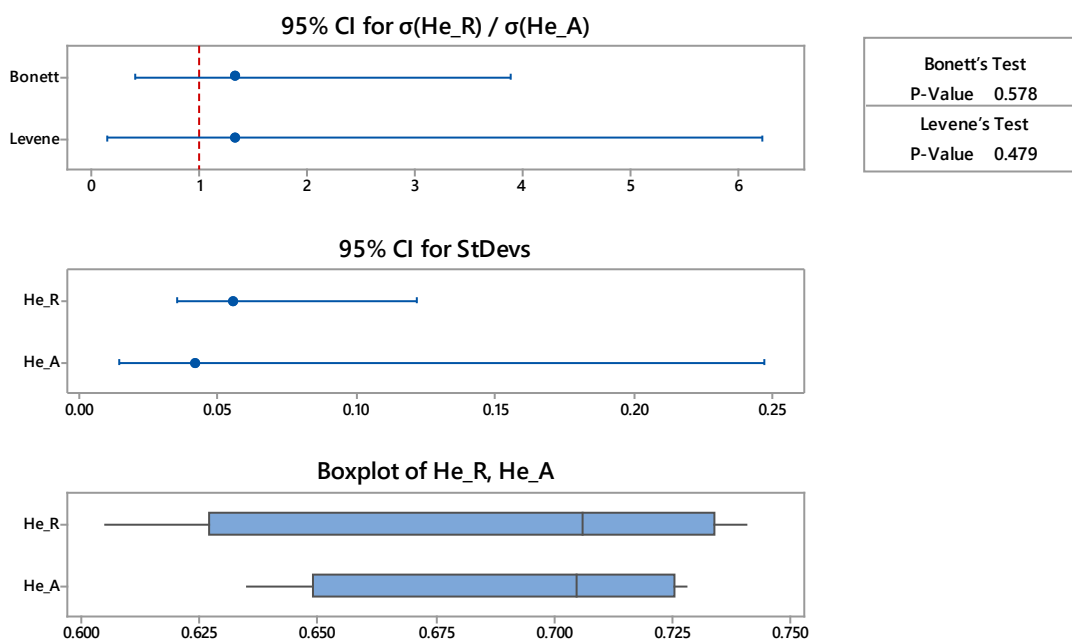 95% CI for σ(He_R) / σ(He_A)
Bonett
Levene
0 1 2 3 4 5 6
Bonett's Test
P-Value 0.578
Levene's Test
P-Value 0.479
95% CI for StDevs
He_R
He_A
0.00 0.05 0.10 0.15 0.20 0.25
Boxplot of He_R, He_A
He_R
He_A
0.600 0.625 0.650 0.675 0.700 0.725 0.750